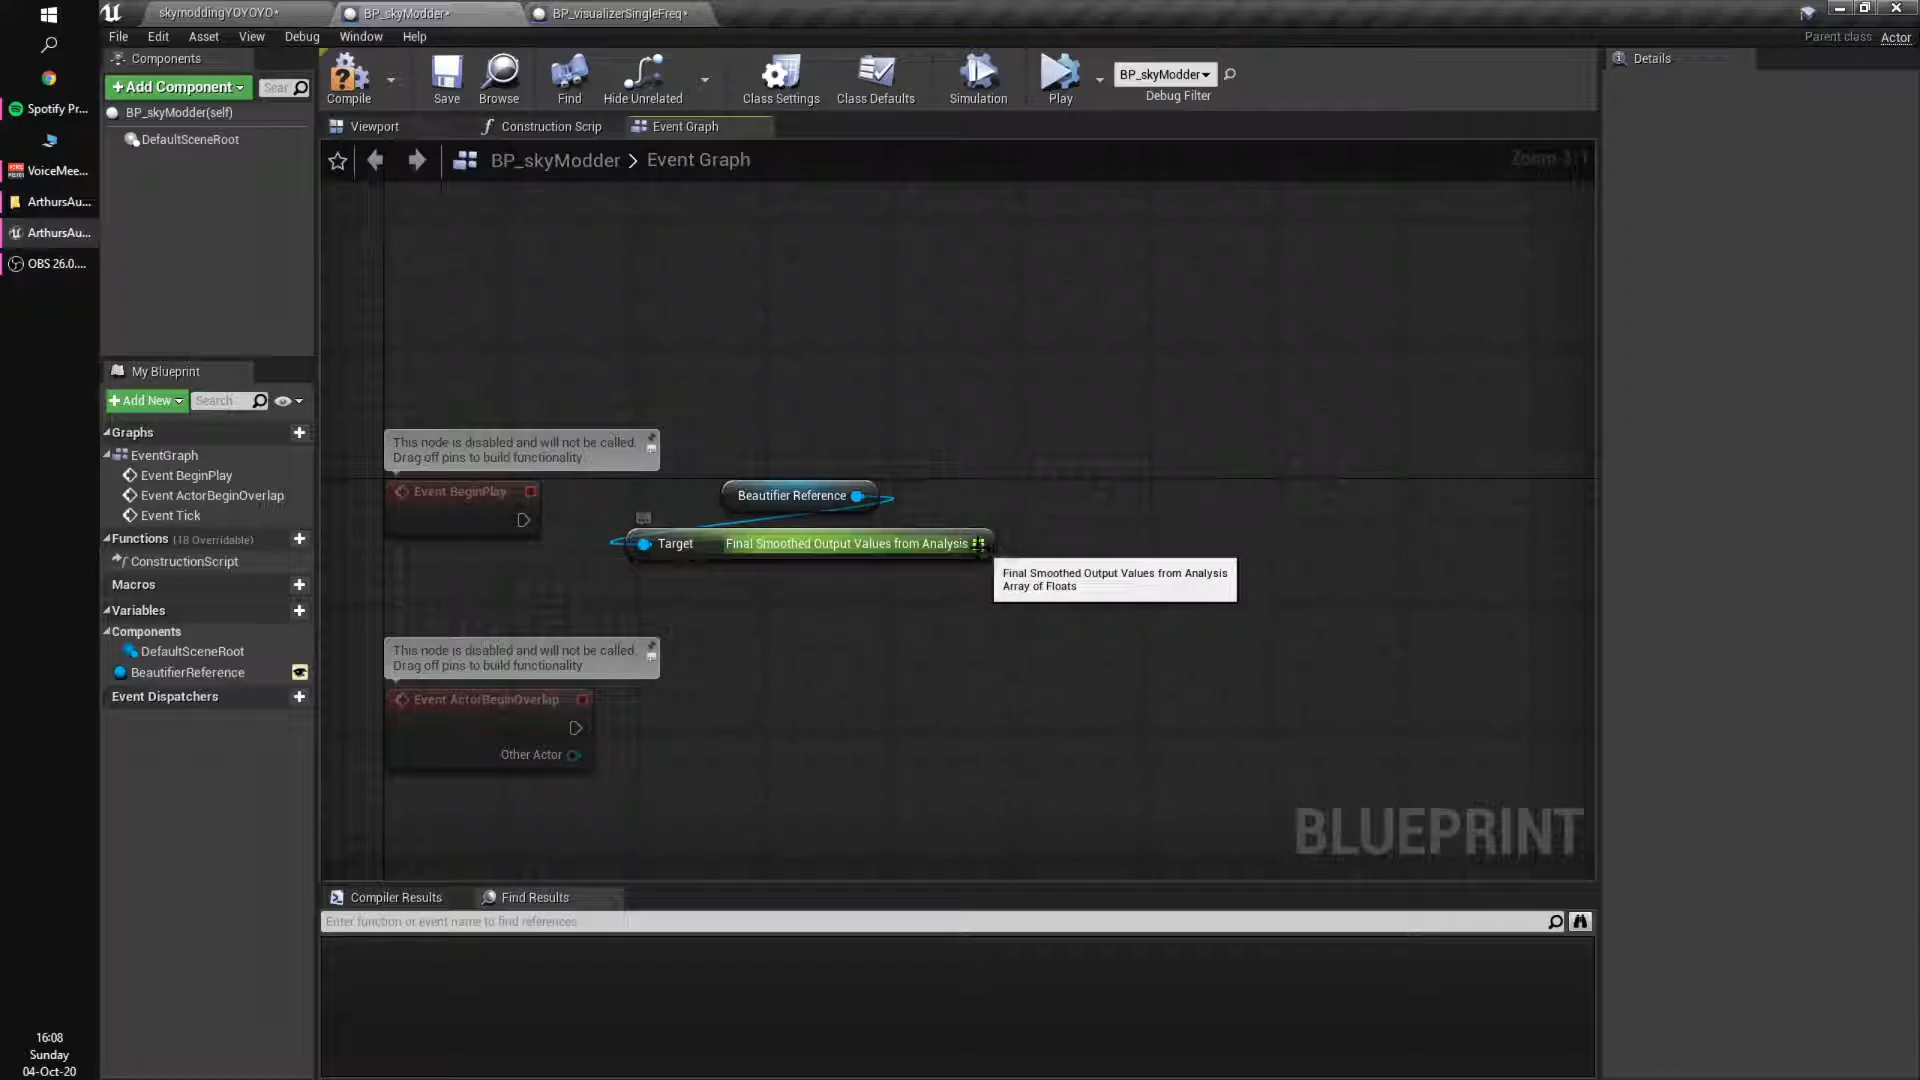 skymoddingYOYOYO*
BP_skyModder*
BP_visualizerSingleFreq*
File Edit Asset View Debug Window Help
Parent class Actor
Components
+Add Component
Sear
BP_skyModder(self)
DefaultSceneRoot
Spotify Pr...
VoiceMee...
ArthursAu...
ArthursAu...
OBS 26.0....
Compile
Save
Browse
Find
Hide Unrelated
Class Settings
Class Defaults
Simulation
Play
BP_skyModder
Debug Filter
Details
Viewport
Construction Scrip
Event Graph
BP_skyModder > Event Graph
Zoom -3:1
My Blueprint
+Add New
Search
Graphs
EventGraph
Event BeginPlay
Event ActorBeginOverlap
Event Tick
Functions (18 Overridable)
ConstructionScript
Macros
Variables
Components
DefaultSceneRoot
BeautifierReference
Event Dispatchers
This node is disabled and will not be called.
Drag off pins to build functionality.
Event BeginPlay
Beautifier Reference
Target Final Smoothed Output Values from Analysis
Final Smoothed Output Values from Analysis
Array of Floats
This node is disabled and will not be called.
Drag off pins to build functionality
Event ActorBeginOverlap
Other Actor
BLUEPRINT
Compiler Results
Find Results
Enter function or event name to find references
16:08
Sunday
04-Oct-20